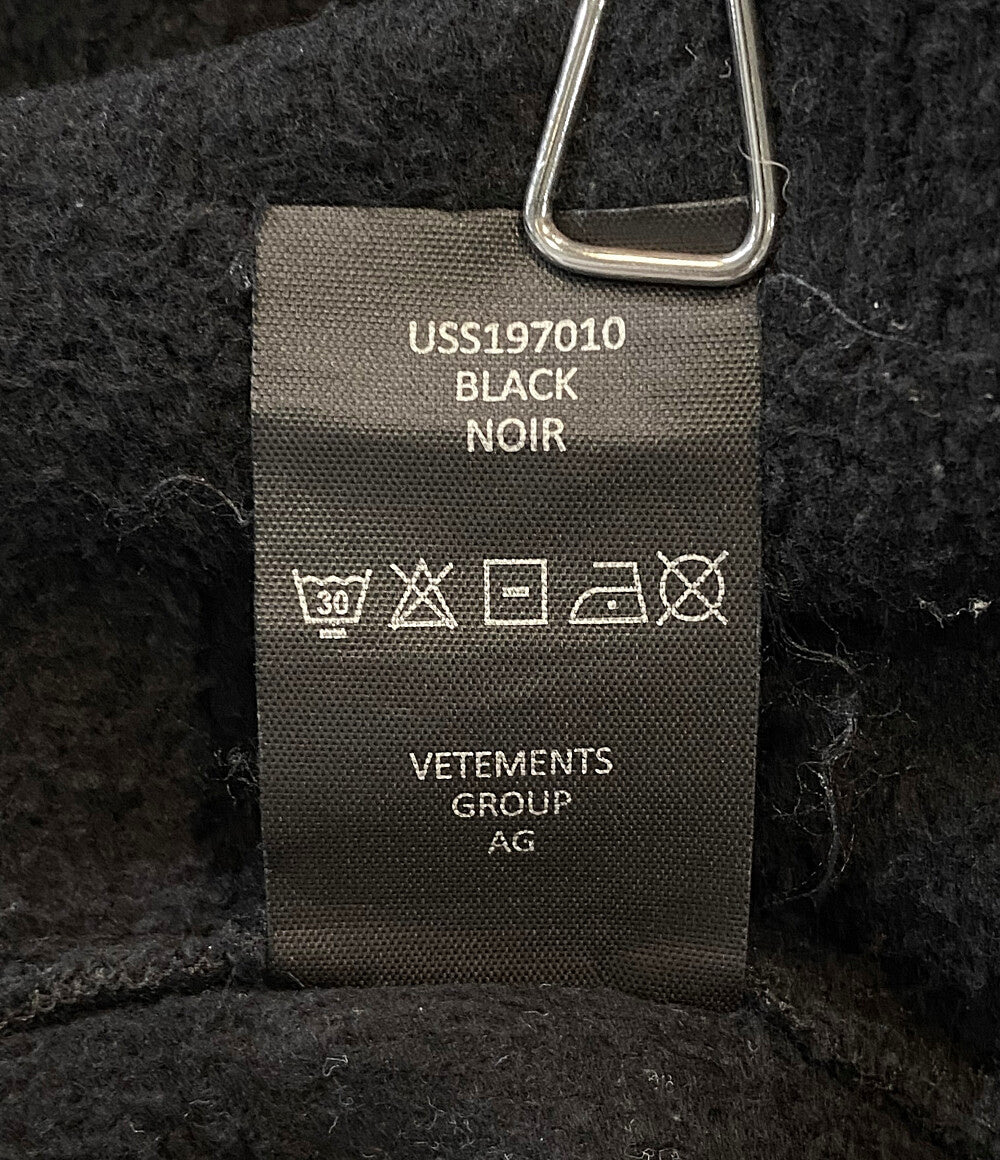 USS197010
BLACK
NOIR
30
VETEMENTS
GROUP
AG